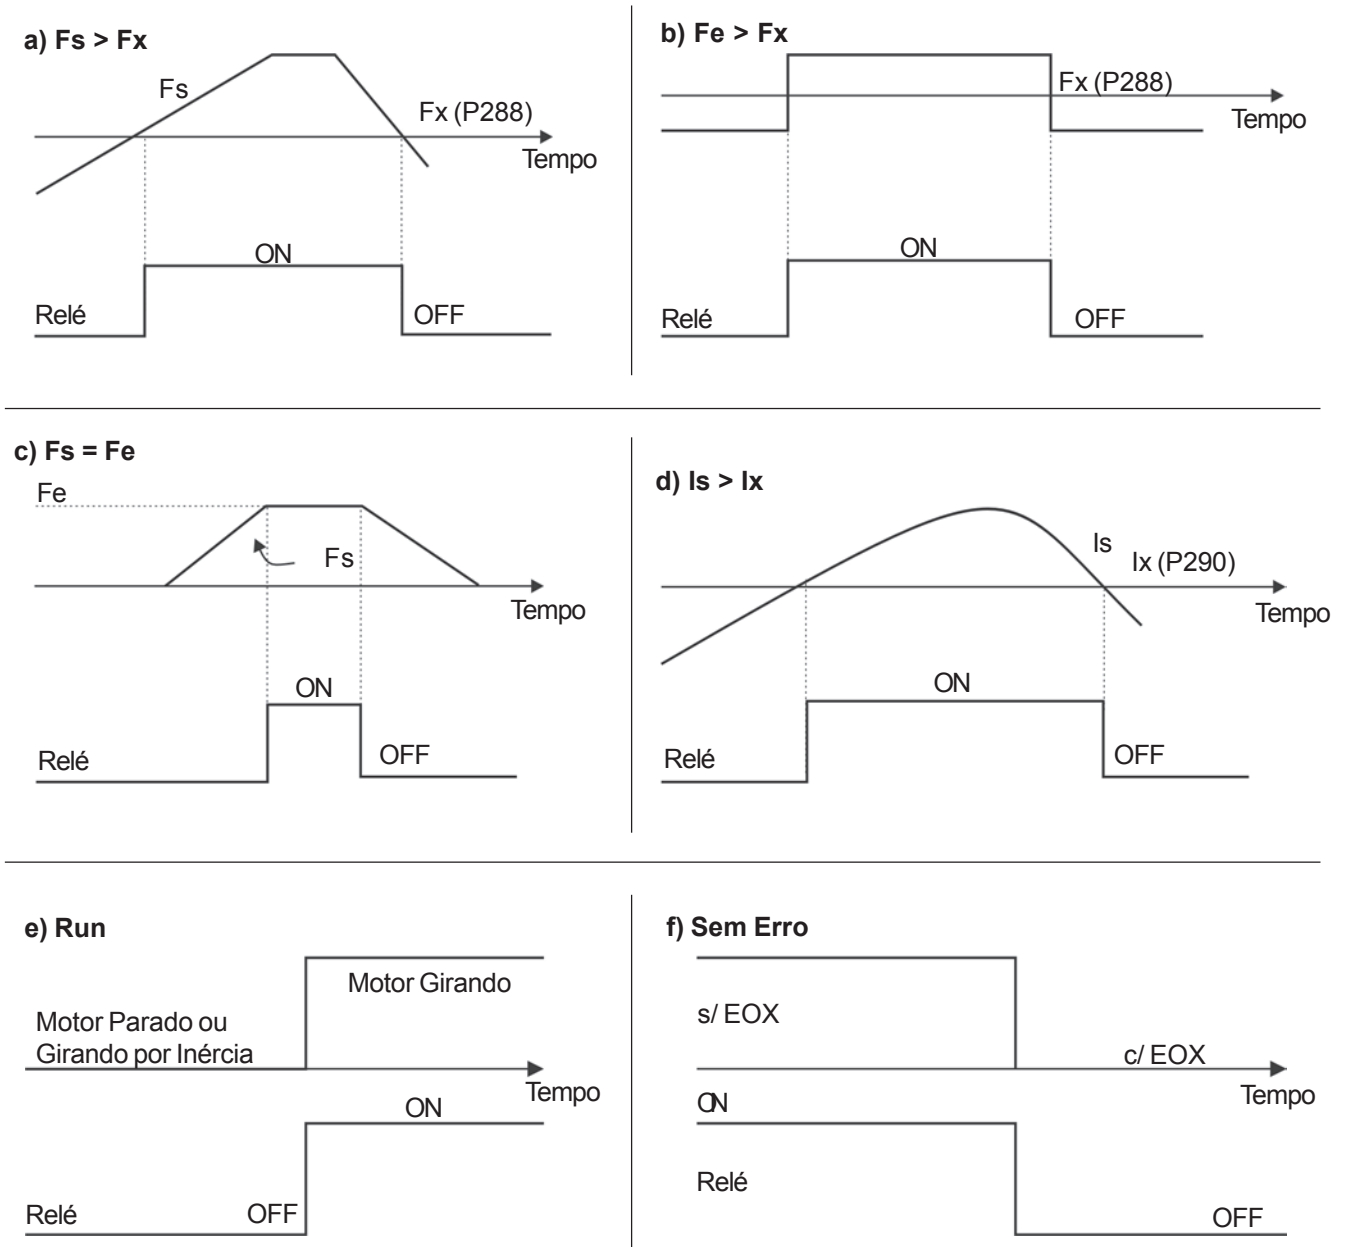 a) Fs > Fx
Fs
Fx (P288)
Tempo
ON
Relé
OFF
b) Fe > Fx
Fx (P288)
Tempo
ON
Relé
OFF
c) Fs = Fe
Fe
Fs
Tempo
ON
Relé
OFF
d) Is > Ix
Is
Ix (P290)
Tempo
ON
Relé
OFF
e) Run
Motor Girando
Motor Parado ou
Girando por Inércia
Tempo
ON
Relé
OFF
f) Sem Erro
s/ EOX
c/ EOX
Tempo
ON
Relé
OFF